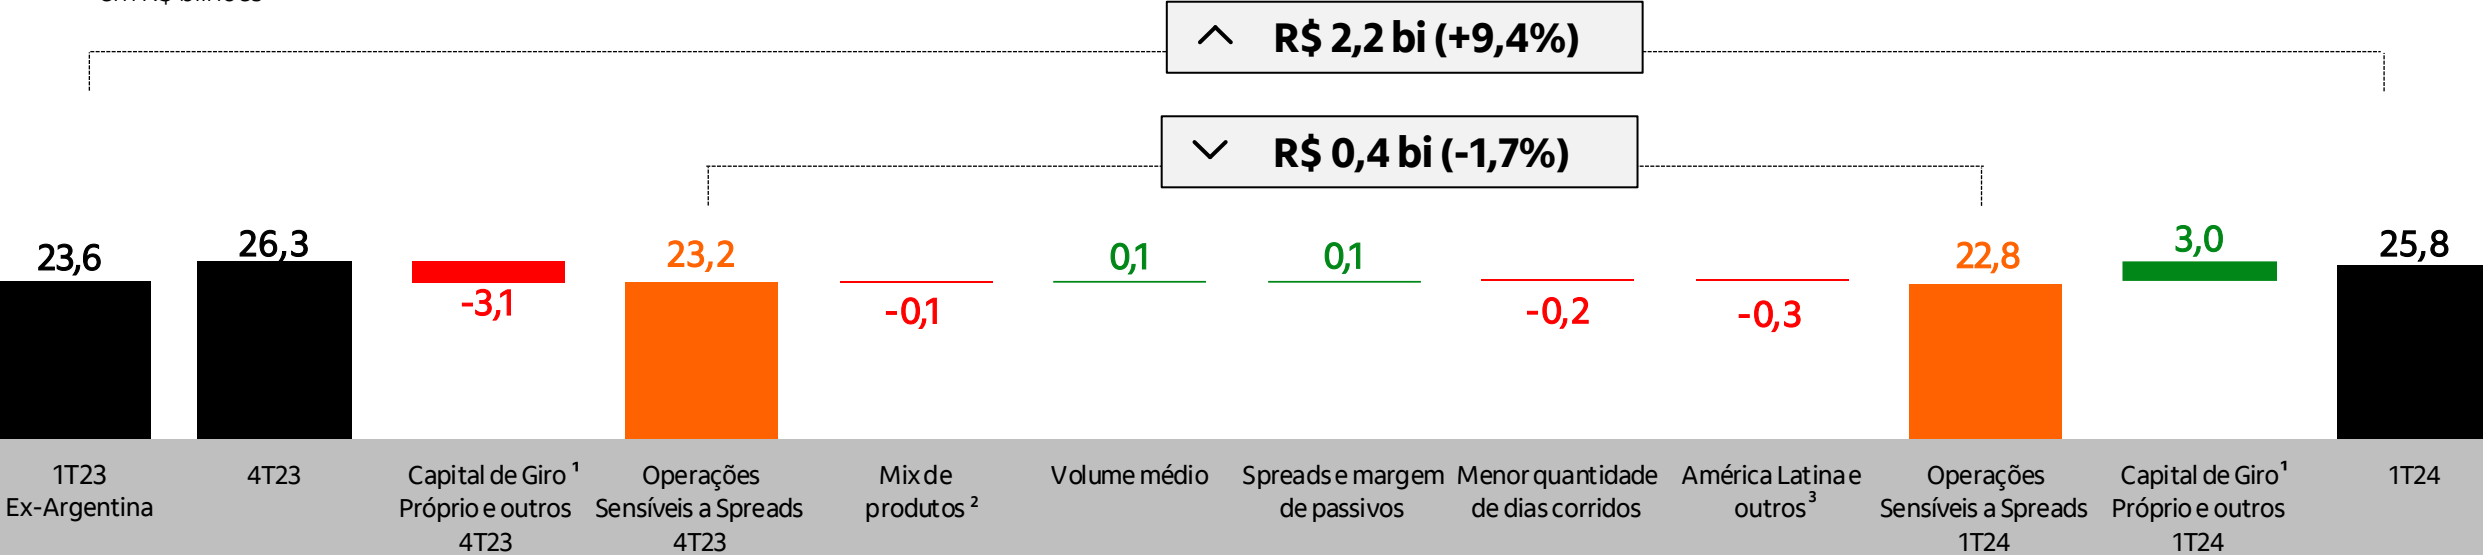 em R$ bilhões
R$ 2,2 bi (+9,4%)
R$ 0,4 bi (-1,7%)
23,6
26,3
-3,1
23,2
-0,1
0,1
0,1
-0,2
-0,3
22,8
3,0
25,8
1T23
Ex-Argentina
4T23
Capital de Giro ¹
Próprio e outros
4T23
Operações
Sensíveis a Spreads
4T23
Mix de
produtos ²
Volume médio
Spreads e margem
de passivos
Menor quantidade
de dias corridos
América Latina e
outros ³
Operações
Sensíveis a Spreads
1T24
Capital de Giro ¹
Próprio e outros
1T24
1T24